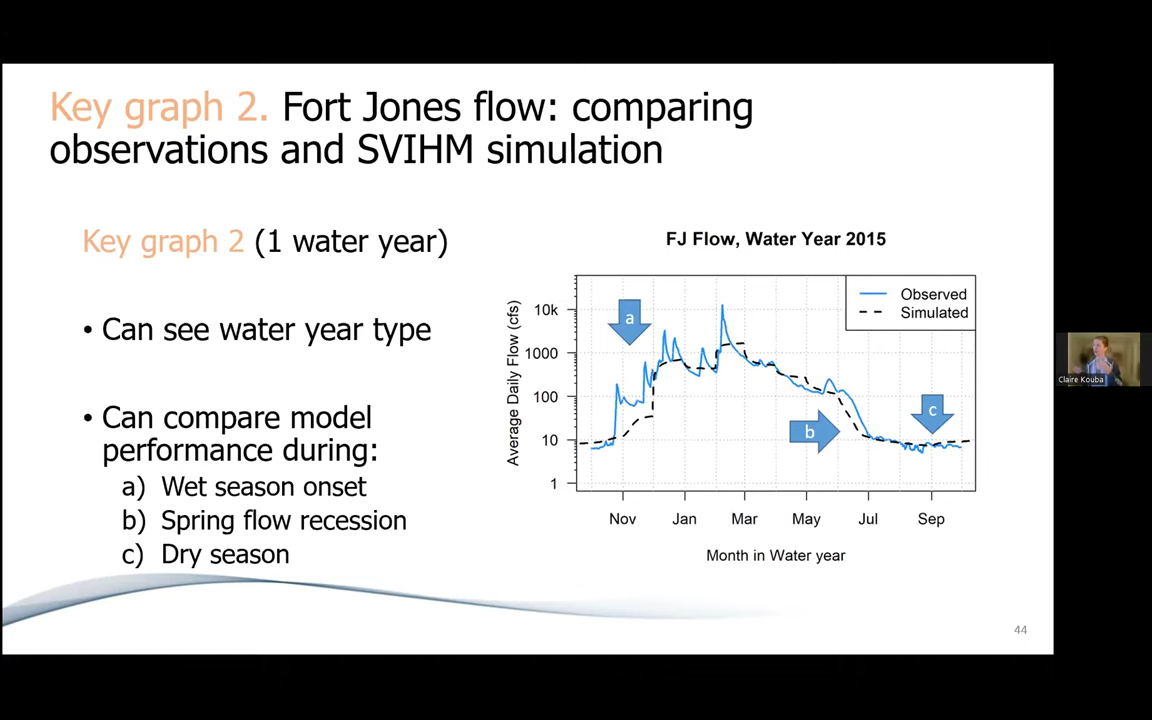 Key graph 2. Fort Jones flow: comparing
observations and SVIHM simulation
Key graph 2 (1 water year)
• Can see water year type
• Can compare model
performance during:
a) Wet season onset
b) Spring flow recession
c) Dry season
FJ Flow, Water Year 2015
Average Daily Flow (cfs)
10k
1000
100
10
1
Observed
Simulated
a
b
c
Nov Jan Mar May Jul Sep
Month in Water year
44
Claire Kouba